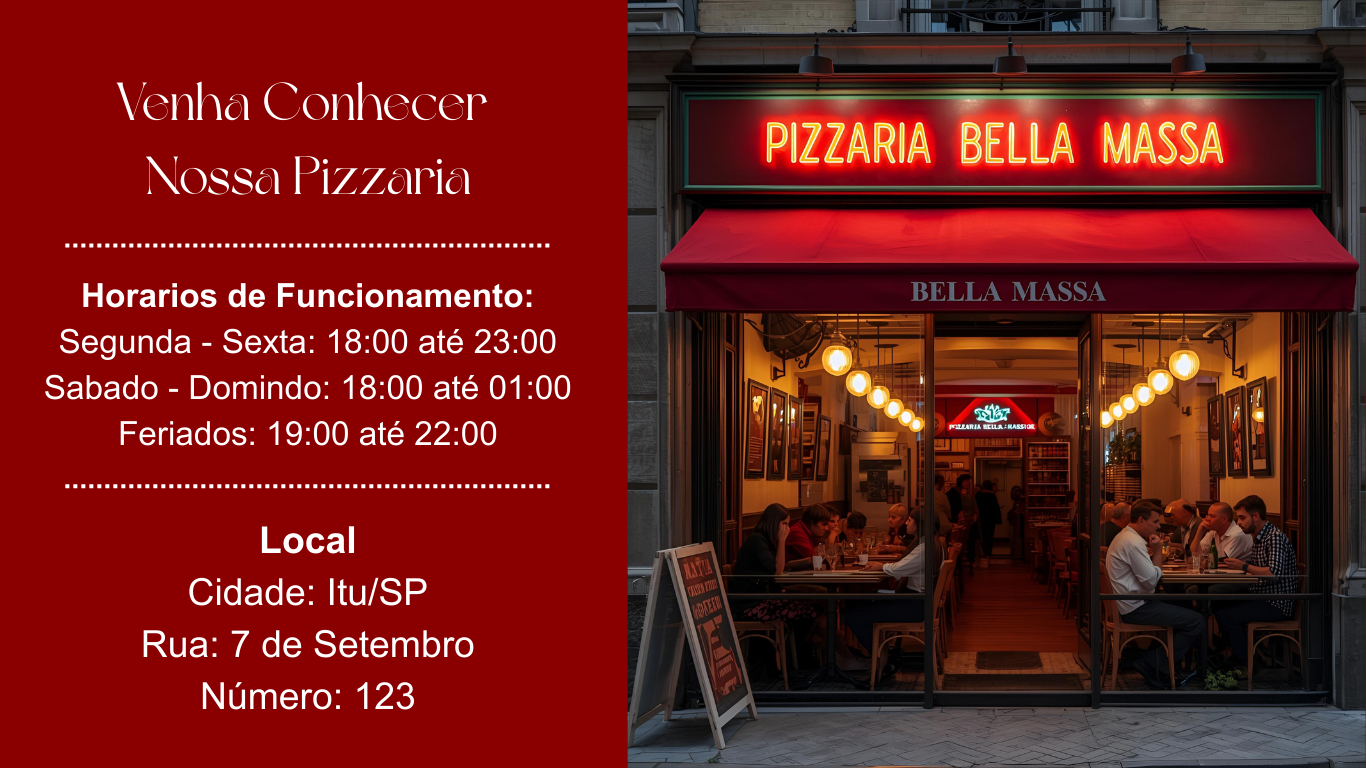 Venha Conhecer
Nossa Pizzaria
Horarios de Funcionamento:
Segunda - Sexta: 18:00 até 23:00
Sabado - Domindo: 18:00 até 01:00
Feriados: 19:00 até 22:00
Local
Cidade: Itu/SP
Rua: 7 de Setembro
Número: 123
PIZZARIA BELLA MASSA
BELLA MASSA